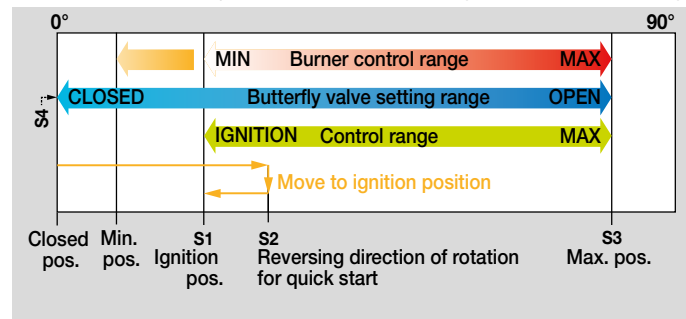 0° 90°
MIN Burner control range MAX
CLOSED Butterfly valve setting range OPEN
S4
IGNITION Control range MAX
Move to ignition position
Closed pos.
Min. pos.
S1
Ignition pos.
S2
Reversing direction of rotation
for quick start
S3
Max. pos.